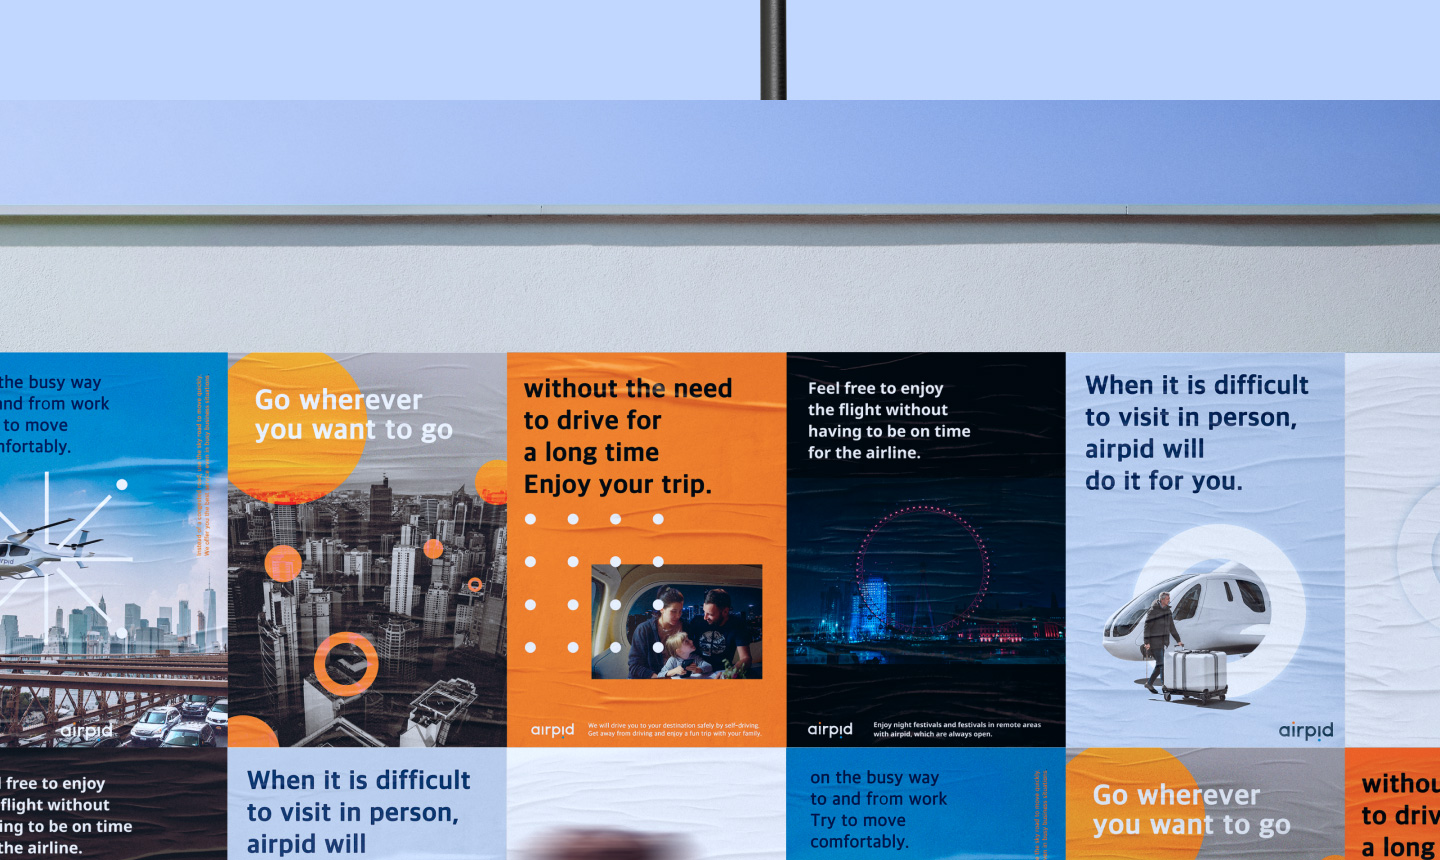 the busy way
and from work
to move
nfortably.
Go wherever
you want to go
without the need
to drive for
a long time
Enjoy your trip.
Feel free to enjoy
the flight without
having to be on time
for the airline.
When it is difficult
to visit in person,
airpid will
do it for you.
airpid
airpid
We will drive you to your destination safely by self-driving.
Get away from driving and enjoy a fun trip with your family.
airpid
Enjoy night festivals and festivals in remote areas
with airpid, which are always open.
airpid
free to enjoy
flight without
ing to be on time
the airline.
When it is difficult
to visit in person,
airpid will
on the busy way
to and from work
Try to move
comfortably.
Go wherever
you want to go
withou
to driv
a long